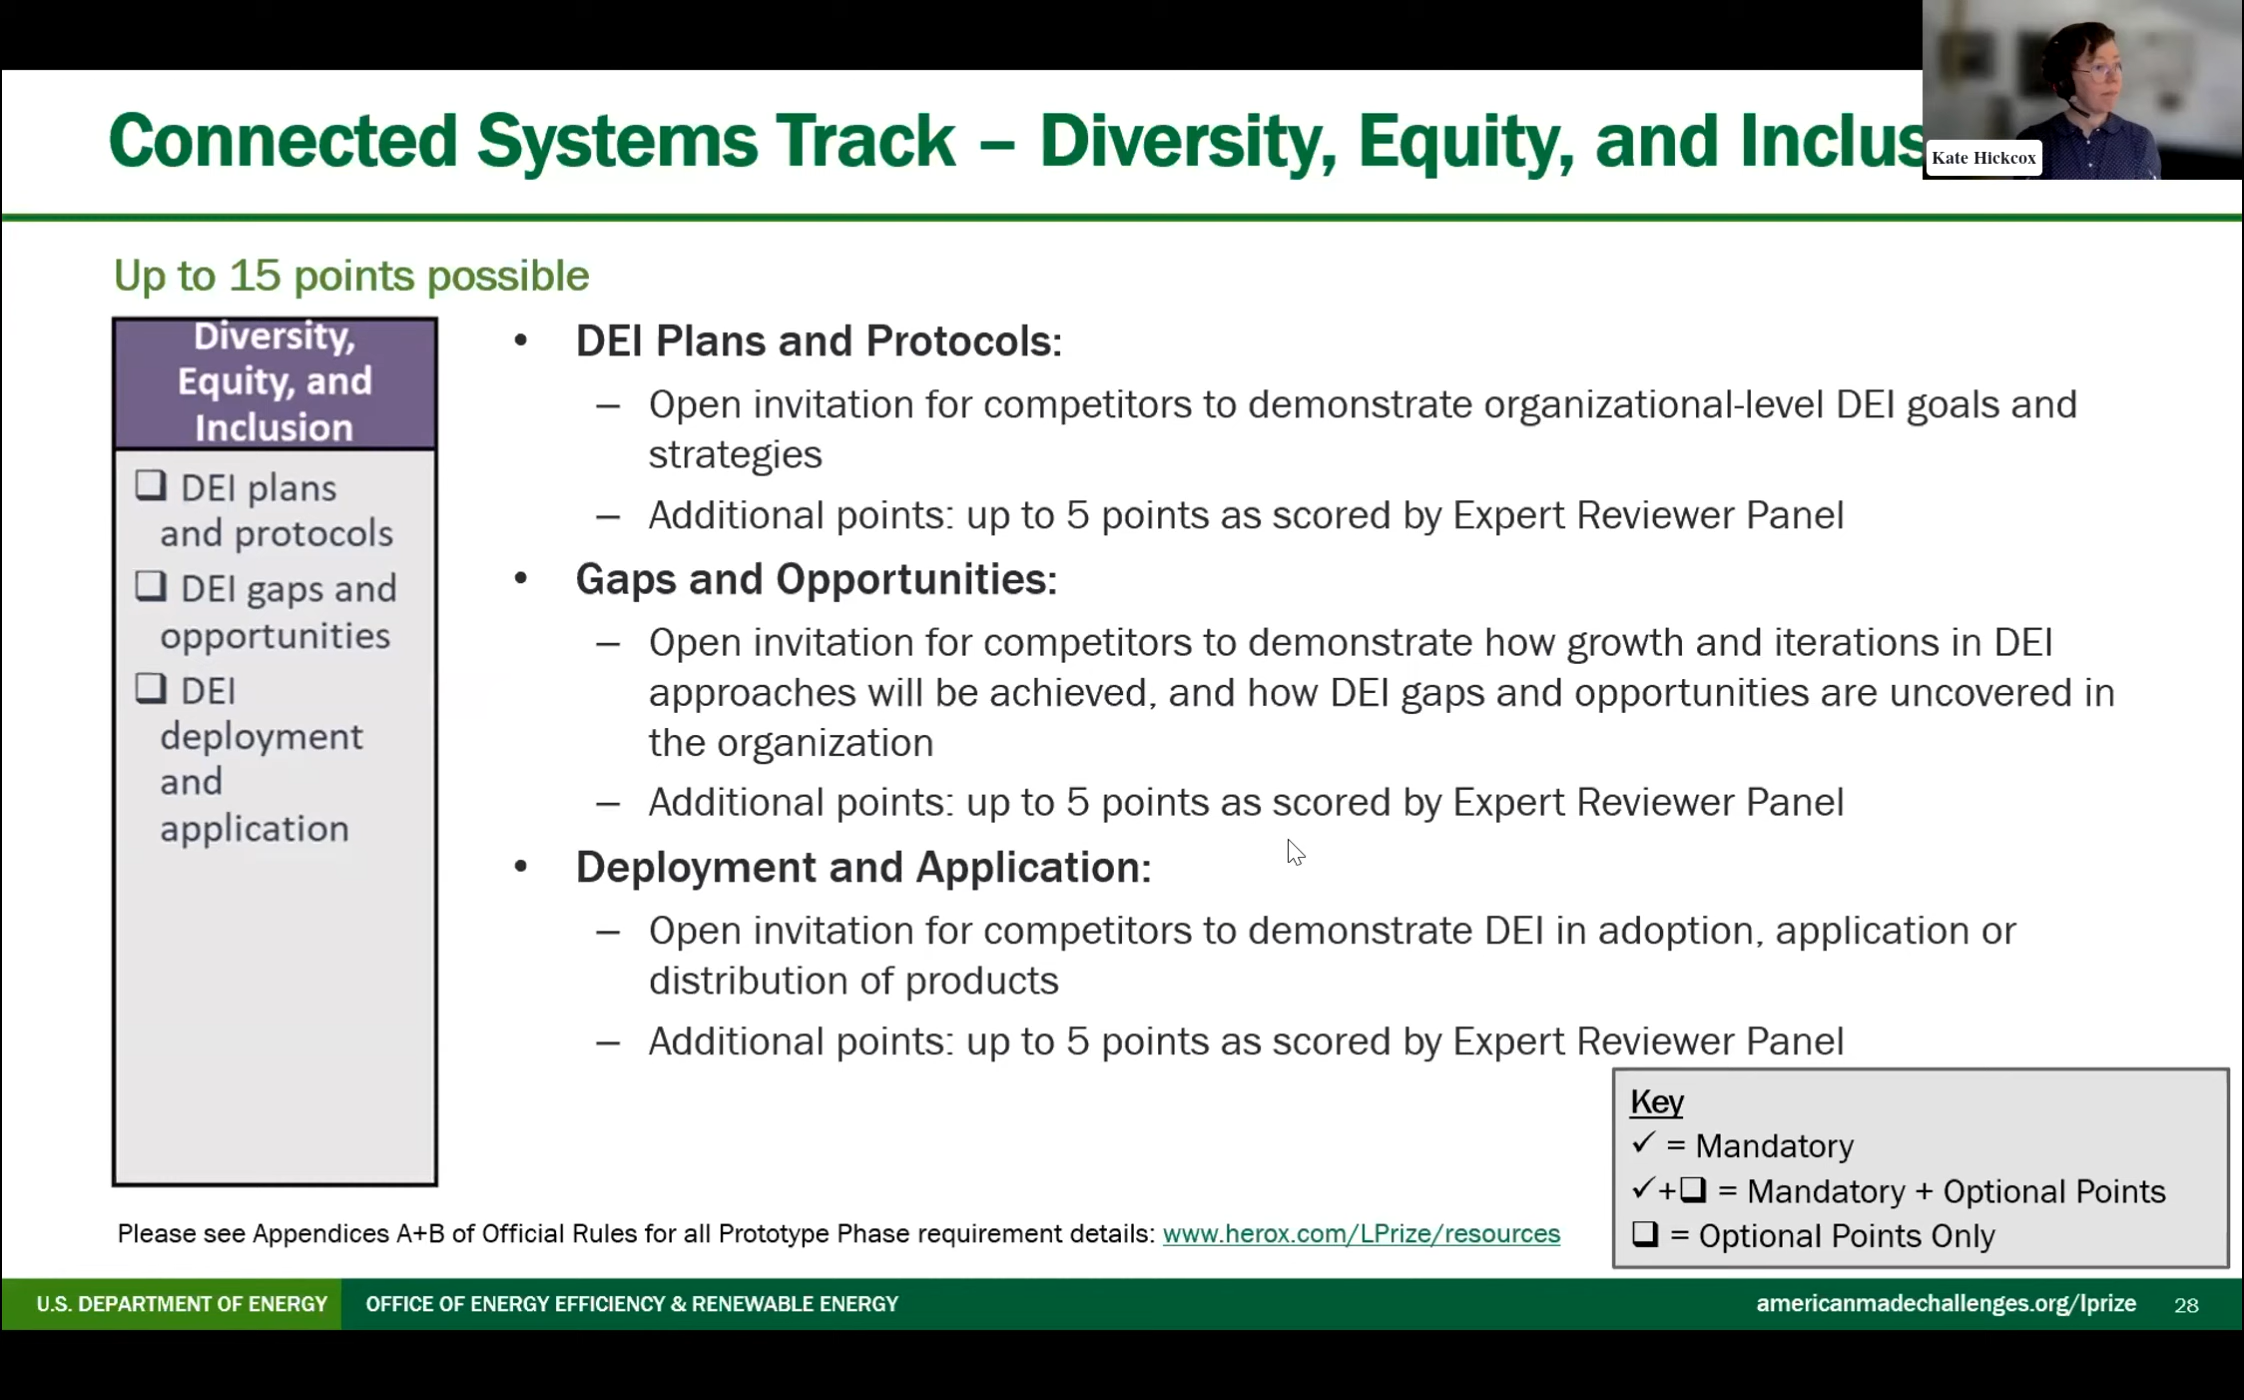 Connected Systems Track – Diversity, Equity, and Inclus
Kate Hickcox
Up to 15 points possible
Diversity,
Equity, and
Inclusion
❑ DEI plans
and protocols
❑ DEI gaps and
opportunities
❑ DEI
deployment
and
application
• DEI Plans and Protocols:
– Open invitation for competitors to demonstrate organizational-level DEI goals and
strategies
– Additional points: up to 5 points as scored by Expert Reviewer Panel
• Gaps and Opportunities:
– Open invitation for competitors to demonstrate how growth and iterations in DEI
approaches will be achieved, and how DEI gaps and opportunities are uncovered in
the organization
– Additional points: up to 5 points as scored by Expert Reviewer Panel
• Deployment and Application:
– Open invitation for competitors to demonstrate DEI in adoption, application or
distribution of products
– Additional points: up to 5 points as scored by Expert Reviewer Panel
Key
✓ = Mandatory
✓+❑ = Mandatory + Optional Points
❑ = Optional Points Only
Please see Appendices A+B of Official Rules for all Prototype Phase requirement details: www.herox.com/LPrize/resources
U.S. DEPARTMENT OF ENERGY OFFICE OF ENERGY EFFICIENCY & RENEWABLE ENERGY americanmadechallenges.org/lprize 28